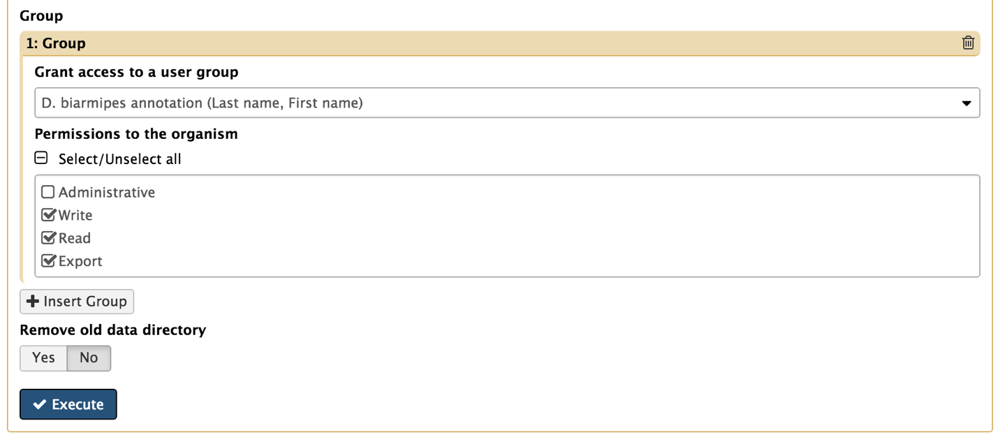 Group
1: Group
Grant access to a user group
D. biarmipes annotation (Last name, First name)
Permissions to the organism
Select/Unselect all
Administrative
Write
Read
Export
Insert Group
Remove old data directory
Yes No
Execute